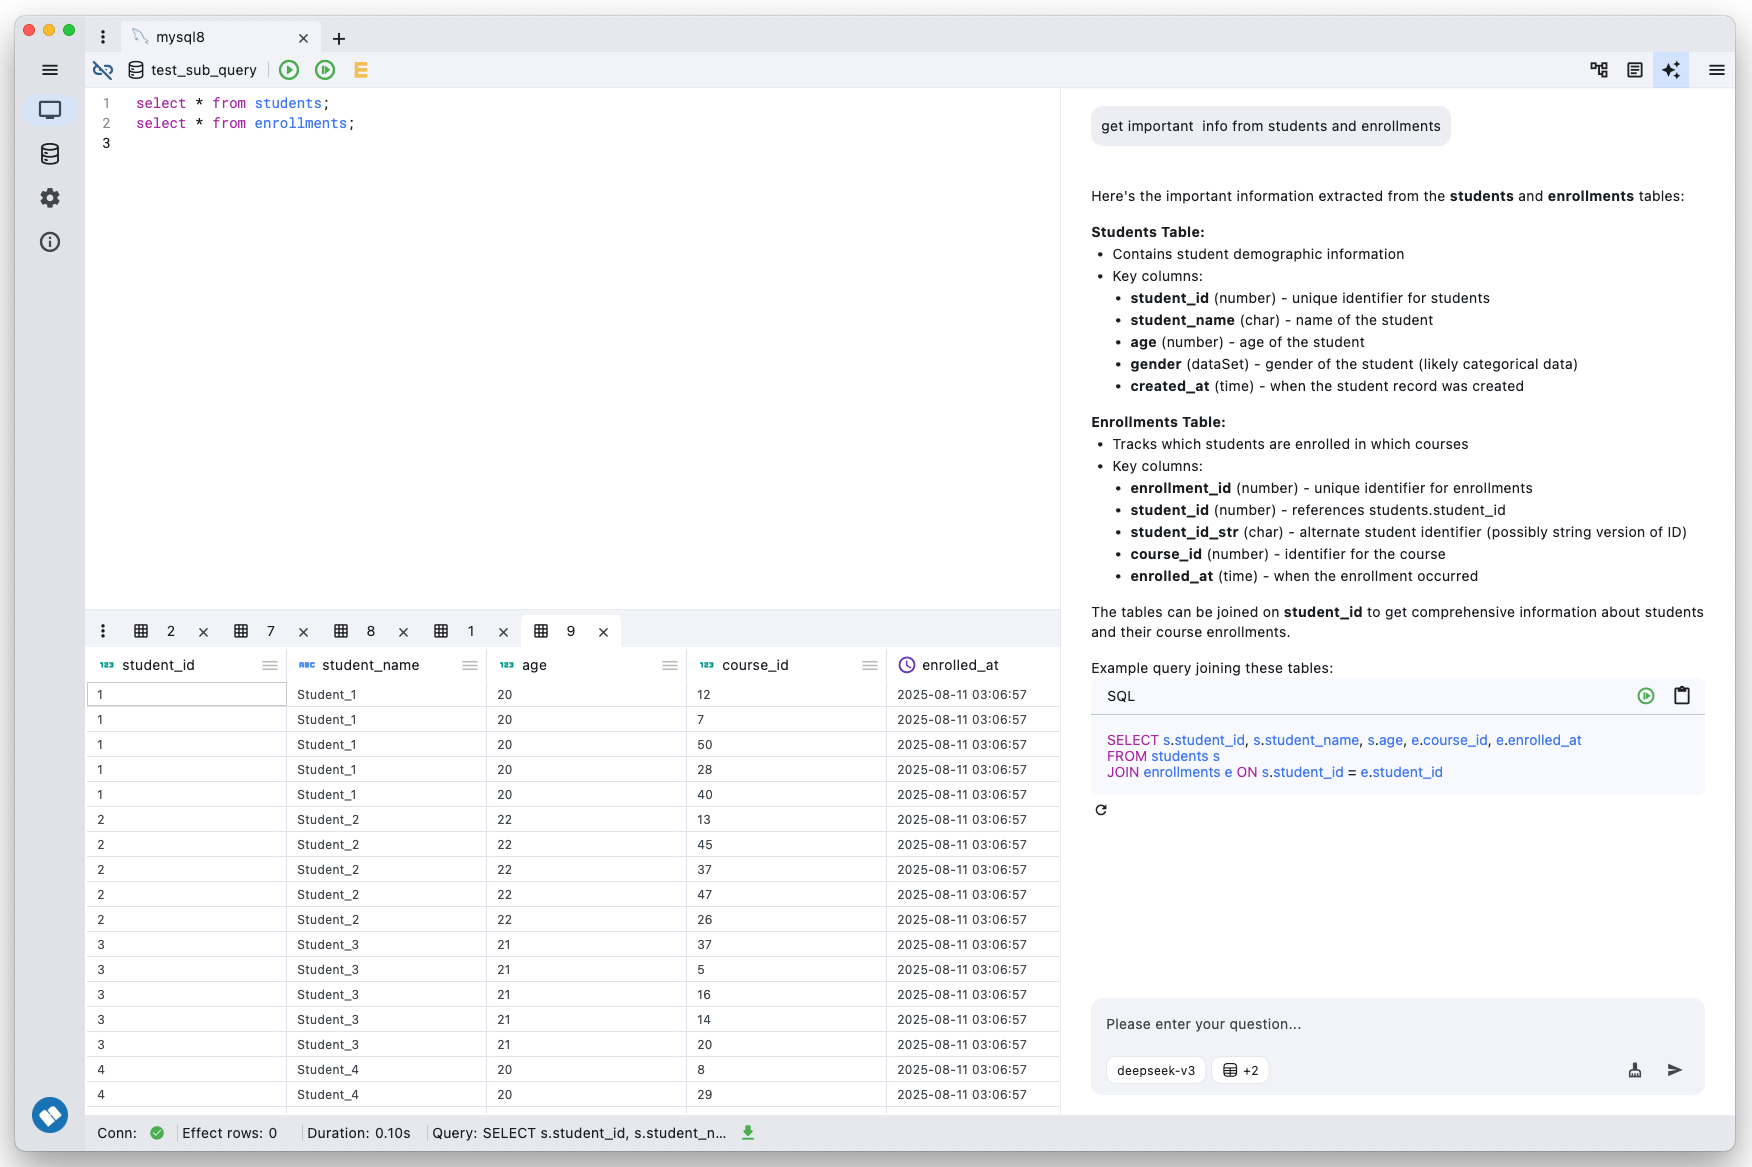 mysql8
test_sub_query
1 select * from students;
2 select * from enrollments;
3
2 7 8 1 9
student_id student_name age course_id enrolled_at
1 Student_1 20 12 2025-08-11 03:06:57
1 Student_1 20 7 2025-08-11 03:06:57
1 Student_1 20 50 2025-08-11 03:06:57
1 Student_1 20 28 2025-08-11 03:06:57
1 Student_1 20 40 2025-08-11 03:06:57
2 Student_2 22 13 2025-08-11 03:06:57
2 Student_2 22 45 2025-08-11 03:06:57
2 Student_2 22 37 2025-08-11 03:06:57
2 Student_2 22 47 2025-08-11 03:06:57
2 Student_2 22 26 2025-08-11 03:06:57
3 Student_3 21 37 2025-08-11 03:06:57
3 Student_3 21 5 2025-08-11 03:06:57
3 Student_3 21 16 2025-08-11 03:06:57
3 Student_3 21 14 2025-08-11 03:06:57
3 Student_3 21 20 2025-08-11 03:06:57
4 Student_4 20 8 2025-08-11 03:06:57
4 Student_4 20 29 2025-08-11 03:06:57
get important  info from students and enrollments
Here's the important information extracted from the students and enrollments tables:
Students Table:
• Contains student demographic information
• Key columns:
• student_id (number) - unique identifier for students
• student_name (char) - name of the student
• age (number) - age of the student
• gender (dataSet) - gender of the student (likely categorical data)
• created_at (time) - when the student record was created
Enrollments Table:
• Tracks which students are enrolled in which courses
• Key columns:
• enrollment_id (number) - unique identifier for enrollments
• student_id (number) - references students.student_id
• student_id_str (char) - alternate student identifier (possibly string version of ID)
• course_id (number) - identifier for the course
• enrolled_at (time) - when the enrollment occurred
The tables can be joined on student_id to get comprehensive information about students
and their course enrollments.
Example query joining these tables:
SQL
SELECT s.student_id, s.student_name, s.age, e.course_id, e.enrolled_at
FROM students s
JOIN enrollments e ON s.student_id = e.student_id
Please enter your question...
deepseek-v3 +2
Conn: Effect rows: 0 Duration: 0.10s Query: SELECT s.student_id, s.student_n...